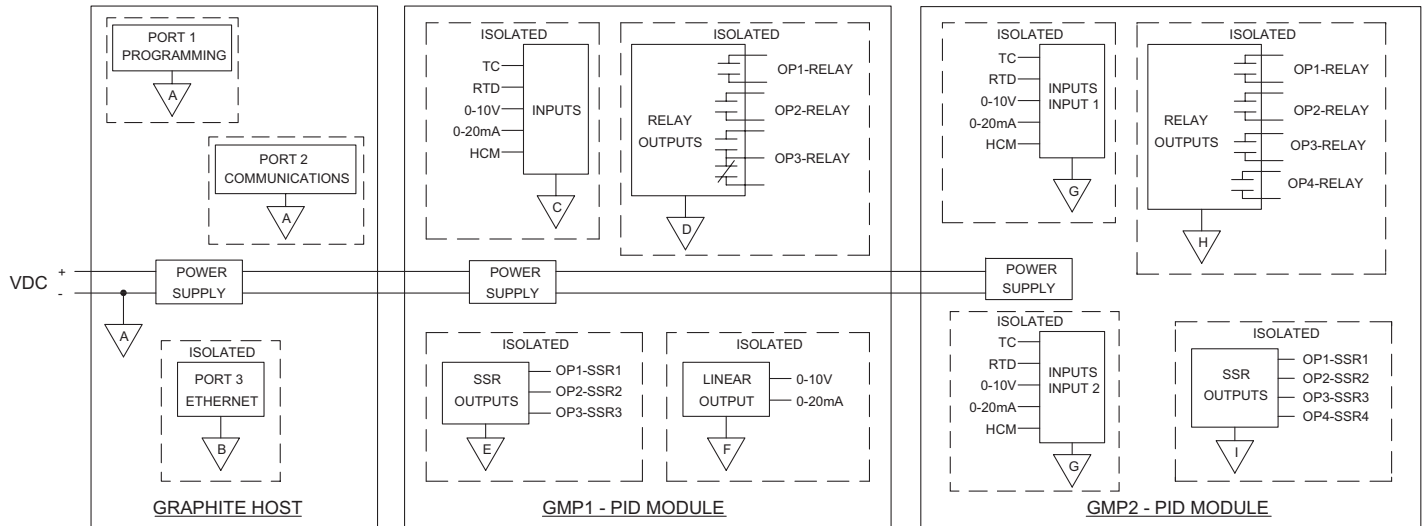 PORT 1
PROGRAMMING
A
PORT 2
COMMUNICATIONS
A
VDC
+
-
POWER
SUPPLY
A
ISOLATED
PORT 3
ETHERNET
B
GRAPHITE HOST
ISOLATED
TC
RTD
0-10V
0-20mA
HCM
INPUTS
C
ISOLATED
RELAY
OUTPUTS
OP1-RELAY
OP2-RELAY
OP3-RELAY
D
POWER
SUPPLY
ISOLATED
SSR
OUTPUTS
OP1-SSR1
OP2-SSR2
OP3-SSR3
E
ISOLATED
LINEAR
OUTPUT
0-10V
0-20mA
F
GMP1 - PID MODULE
ISOLATED
TC
RTD
0-10V
0-20mA
HCM
INPUTS
INPUT 1
G
ISOLATED
RELAY
OUTPUTS
OP1-RELAY
OP2-RELAY
OP3-RELAY
OP4-RELAY
H
POWER
SUPPLY
ISOLATED
TC
RTD
0-10V
0-20mA
HCM
INPUTS
INPUT 2
G
ISOLATED
SSR
OUTPUTS
OP1-SSR1
OP2-SSR2
OP3-SSR3
OP4-SSR4
I
GMP2 - PID MODULE